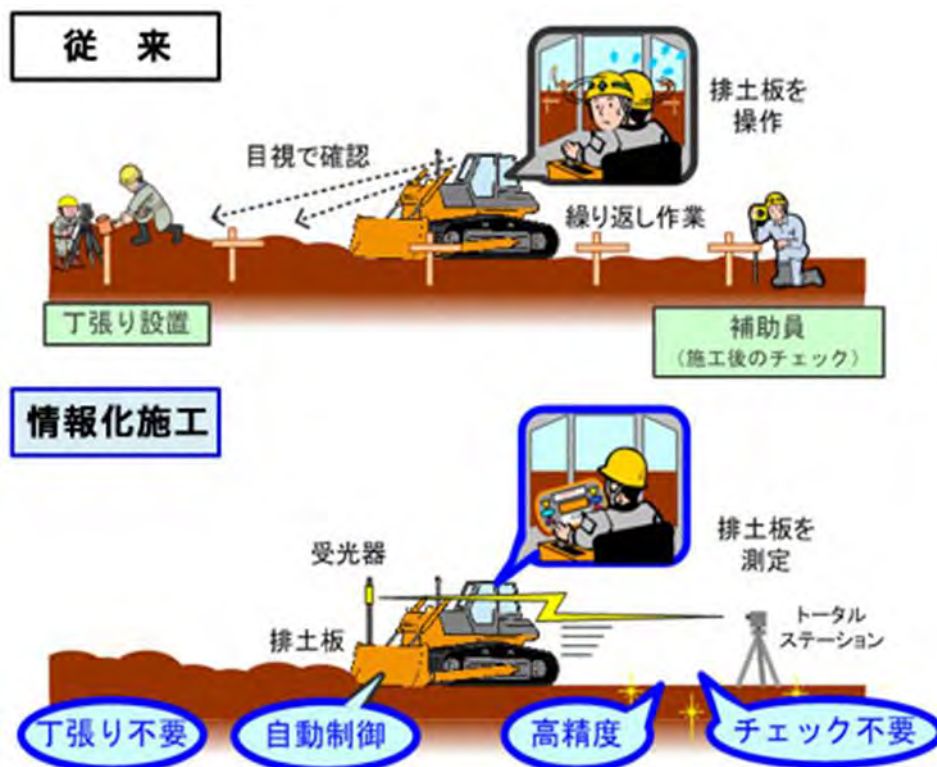 従 来
排土板を
操作
目視で確認
繰り返し作業
丁張り設置
補助員
(施工後のチェック)
情報化施工
受光器
排土板を
測定
排土板
トータル
ステーション
丁張り不要
自動制御
高精度
チェック不要